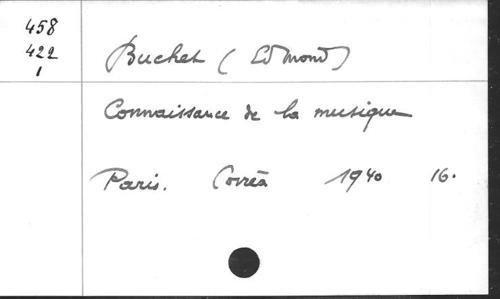 458
422
1
Buchet (Edmond)
Connaissance de la musique
Paris. Corrêa 1940 16.